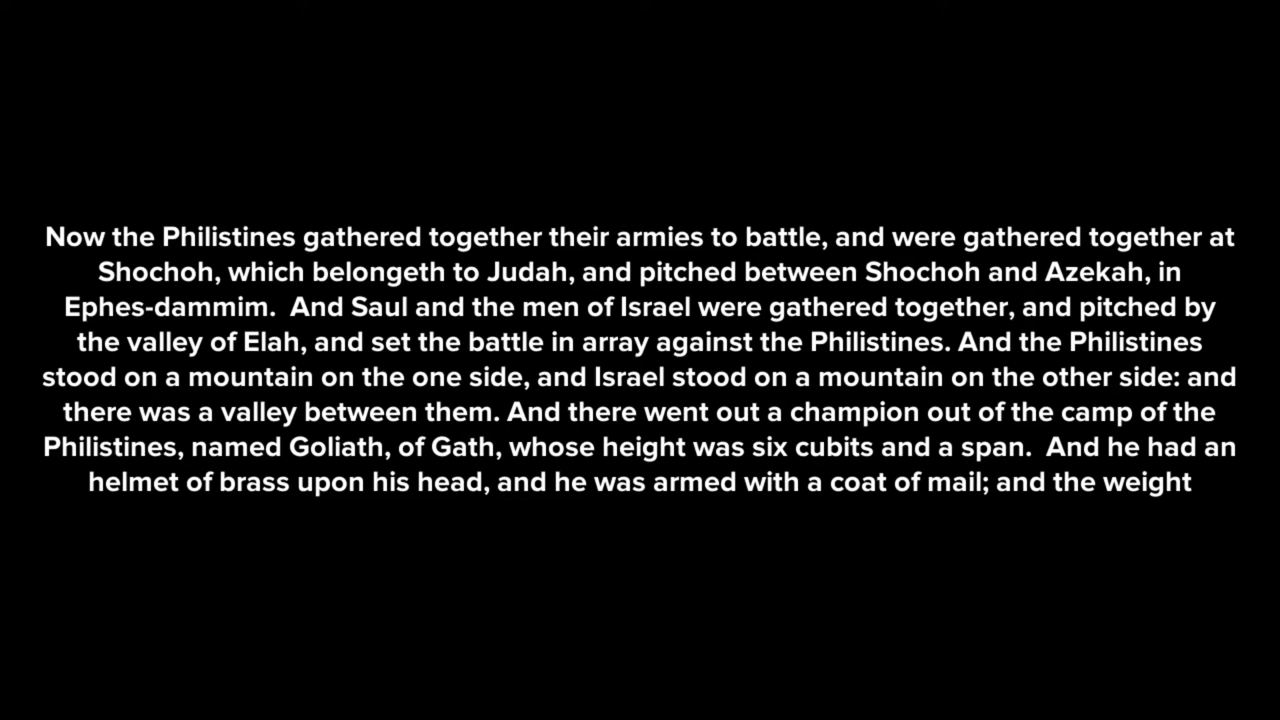 Now the Philistines gathered together their armies to battle, and were gathered together at
Shochoh, which belongeth to Judah, and pitched between Shochoh and Azekah, in
Ephes-dammim.  And Saul and the men of Israel were gathered together, and pitched by
the valley of Elah, and set the battle in array against the Philistines. And the Philistines
stood on a mountain on the one side, and Israel stood on a mountain on the other side: and
there was a valley between them. And there went out a champion out of the camp of the
Philistines, named Goliath, of Gath, whose height was six cubits and a span.  And he had an
helmet of brass upon his head, and he was armed with a coat of mail; and the weight